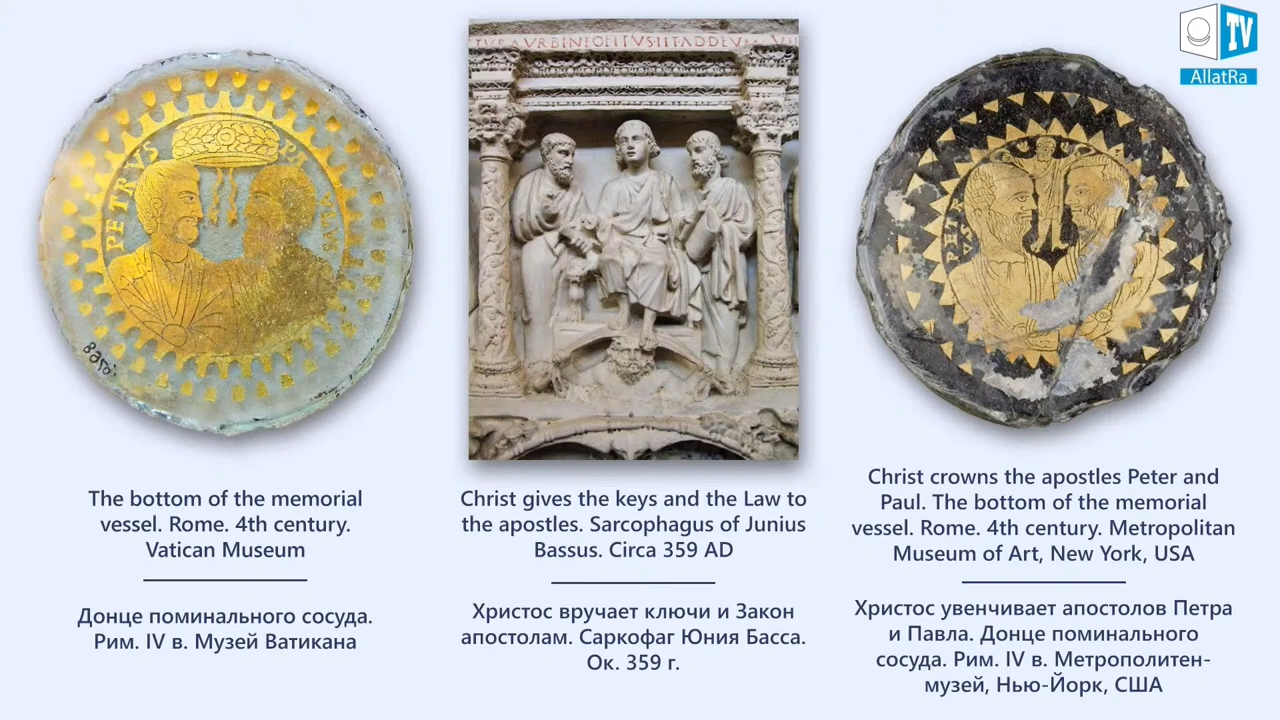 AllatRa
TV
PETRVS
TVRAVRBINEOFITVSIITADDEVM VIII
PETR
VS
The bottom of the memorial
vessel. Rome. 4th century.
Vatican Museum
Донце поминального сосуда.
Рим. IV в. Музей Ватикана
Christ gives the keys and the Law to
the apostles. Sarcophagus of Junius
Bassus. Circa 359 AD
Христос вручает ключи и Закон
апостолам. Саркофаг Юния Басса.
Ок. 359 г.
Christ crowns the apostles Peter and
Paul. The bottom of the memorial
vessel. Rome. 4th century. Metropolitan
Museum of Art, New York, USA
Христос увенчивает апостолов Петра
и Павла. Донце поминального
сосуда. Рим. IV в. Метрополитен-
музей, Нью-Йорк, США